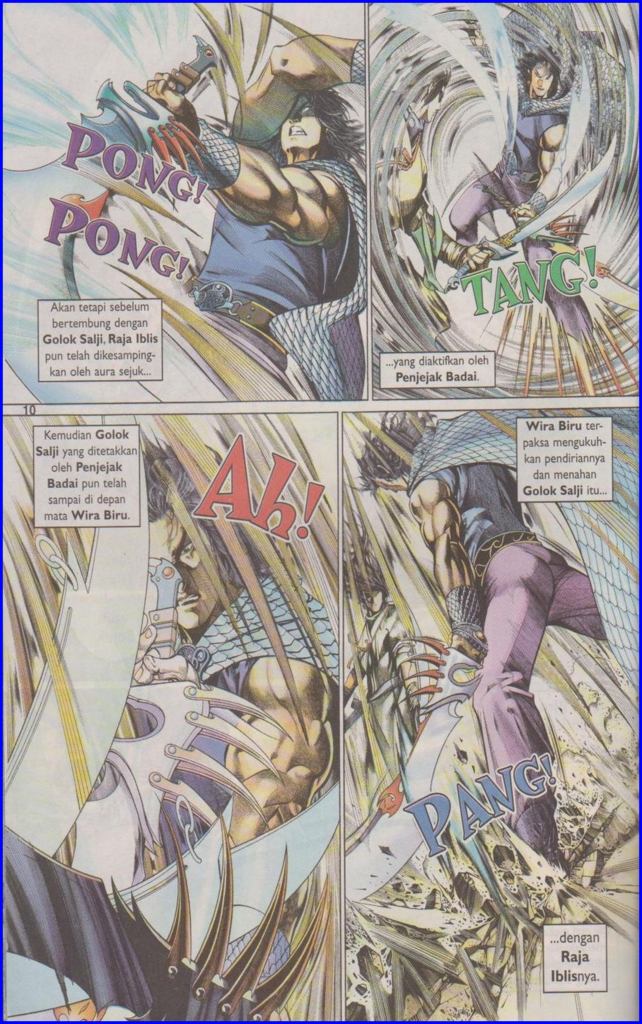 PONG!
PONG!
Akan tetapi sebelum
bertembung dengan
Golok Salji, Raja Iblis
pun telah dikesamping-
kan oleh aura sejuk...
TANG!
...yang diaktifkan oleh
Penjejak Badai.
10
Kemudian Golok
Salji yang ditetakkan
oleh Penjejak
Badai pun telah
sampai di depan
mata Wira Biru.
Ah!
Wira Biru ter-
paksa mengukuh-
kan pendiriannya
dan menahan
Golok Salji itu...
PANG!
...dengan
Raja
Iblisnya.